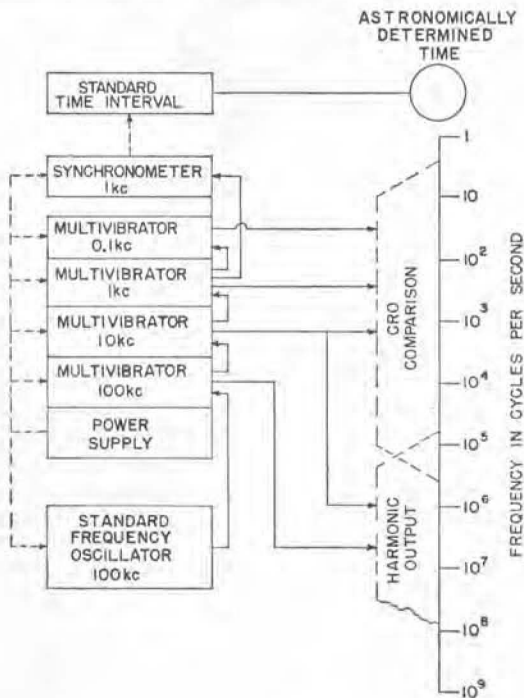 ASTRONOMICALLY
DETERMINED
TIME
STANDARD
TIME INTERVAL
SYNCHRONOMETER
1kc
MULTIVIBRATOR
0.1kc
MULTIVIBRATOR
1kc
MULTIVIBRATOR
10kc
MULTIVIBRATOR
100kc
POWER
SUPPLY
STANDARD
FREQUENCY
OSCILLATOR
100kc
CRO
COMPARISON
HARMONIC
OUTPUT
1
10
10²
10³
10⁴
10⁵
10⁶
10⁷
10⁸
10⁹
FREQUENCY IN CYCLES PER SECOND